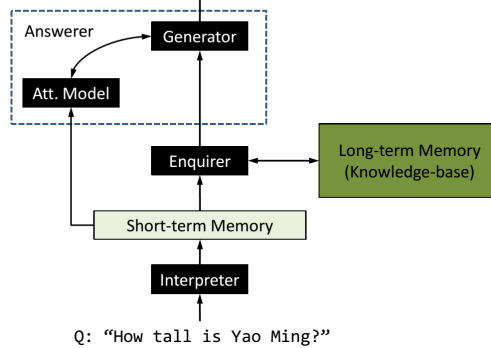 Answerer
Generator
Att. Model
Enquirer
Long-term Memory
(Knowledge-base)
Short-term Memory
Interpreter
Q: “How tall is Yao Ming?”